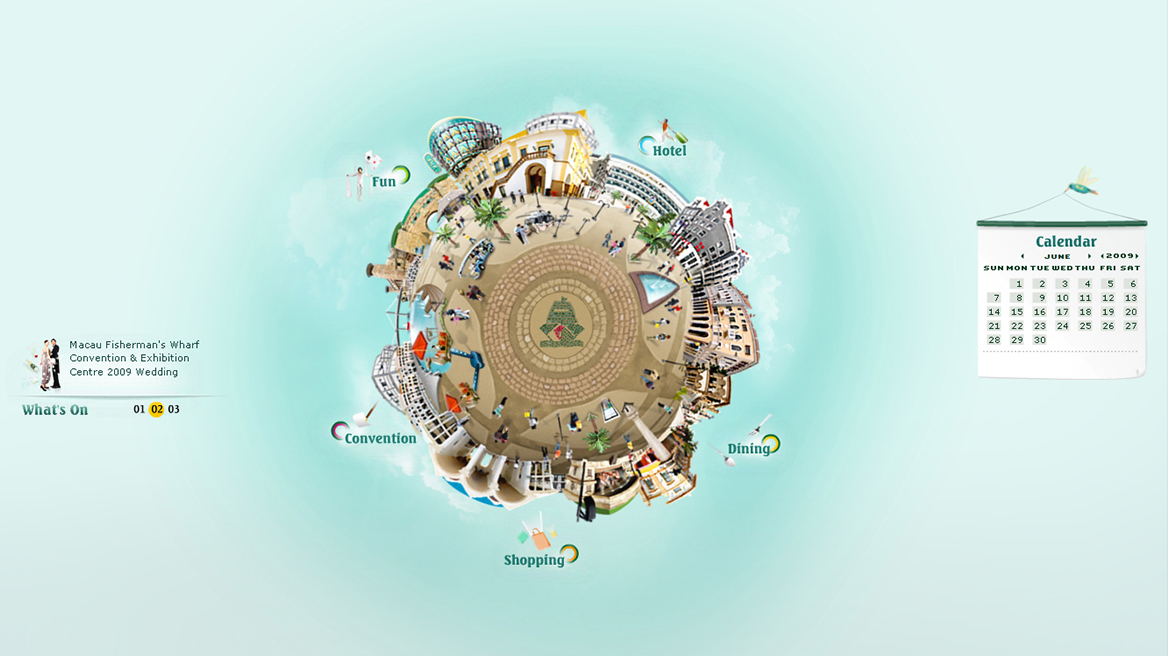 Hotel
Fun
Convention
Dining
Shopping
Macau Fisherman's Wharf
Convention & Exhibition
Centre 2009 Wedding
What's On
01 02 03
Calendar
JUNE 2009
SUN MON TUE WED THU FRI SAT
1 2 3 4 5 6
7 8 9 10 11 12 13
14 15 16 17 18 19 20
21 22 23 24 25 26 27
28 29 30